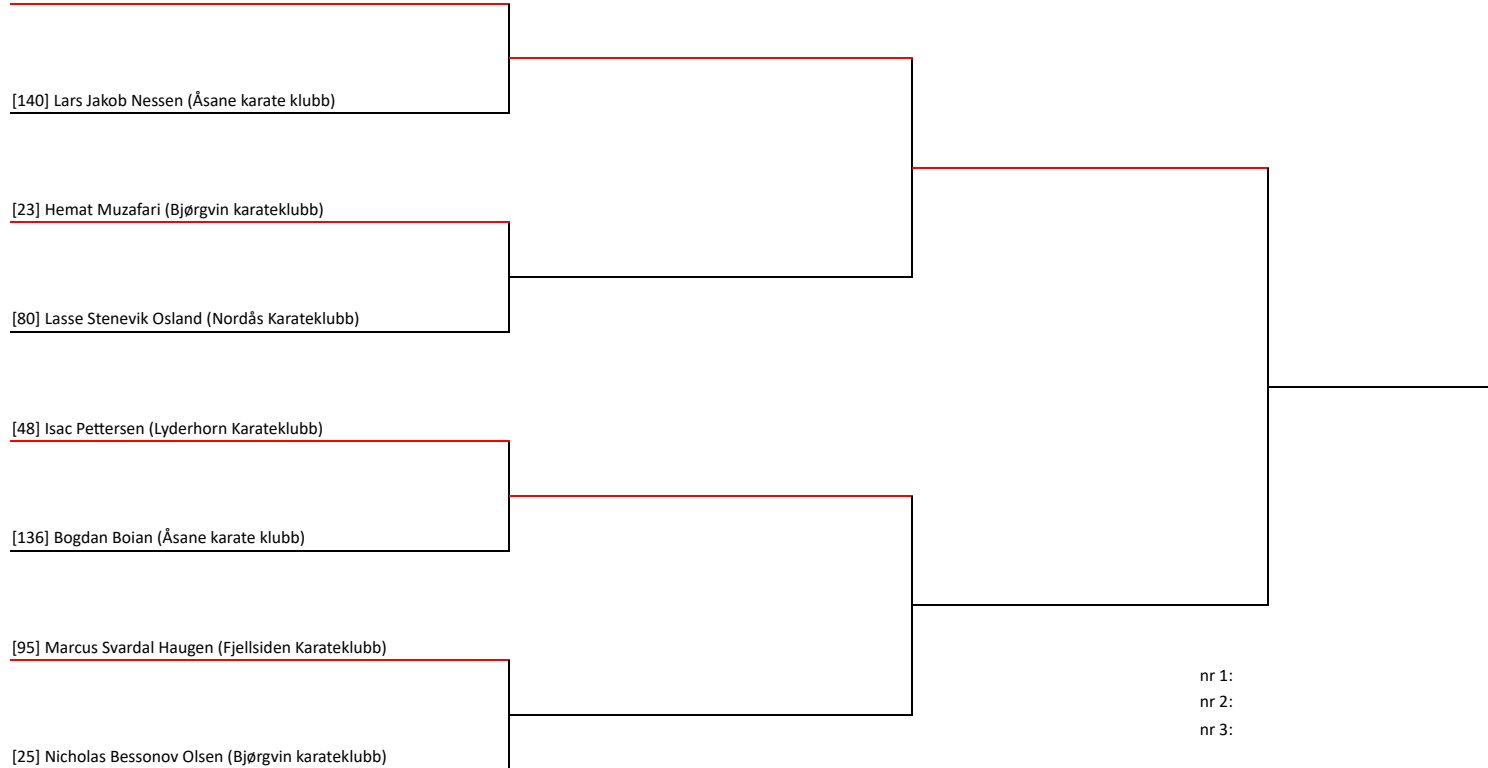 [140] Lars Jakob Nessen (Åsane karate klubb)
[23] Hemat Muzafari (Bjørgvin karateklubb)
[80] Lasse Stenevik Osland (Nordås Karateklubb)
[48] Isac Pettersen (Lyderhorn Karateklubb)
[136] Bogdan Boian (Åsane karate klubb)
[95] Marcus Svardal Haugen (Fjellsiden Karateklubb)
nr 1:
nr 2:
nr 3:
[25] Nicholas Bessonov Olsen (Bjørgvin karateklubb)